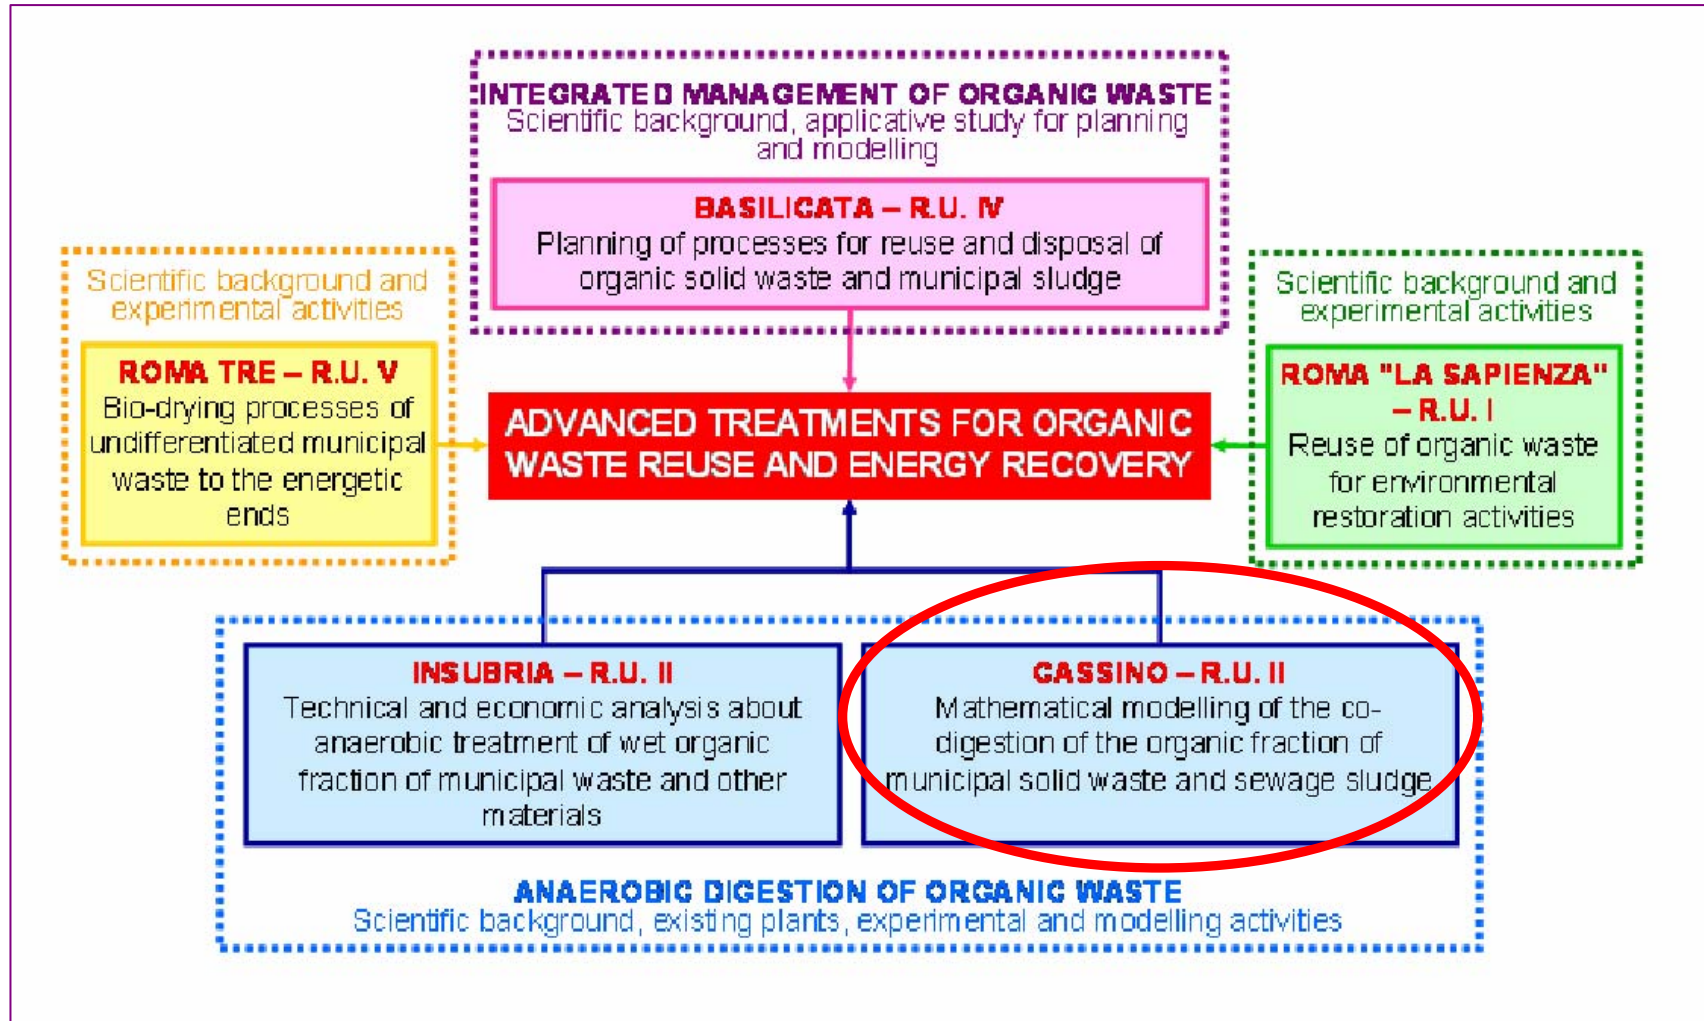 INTEGRATED MANAGEMENT OF ORGANIC WASTE
Scientific background, applicative study for planning
and modelling
BASILICATA – R.U. IV
Planning of processes for reuse and disposal of
organic solid waste and municipal sludge
Scientific background and
experimental activities
ROMA TRE – R.U. V
Bio-drying processes of
undifferentiated municipal
waste to the energetic
ends
ADVANCED TREATMENTS FOR ORGANIC
WASTE REUSE AND ENERGY RECOVERY
Scientific background and
experimental activities
ROMA "LA SAPIENZA"
– R.U. I
Reuse of organic waste
for environmental
restoration activities
INSUBRIA – R.U. II
Technical and economic analysis about
anaerobic treatment of wet organic
fraction of municipal waste and other
materials
CASSINO – R.U. II
Mathematical modelling of the co-
digestion of the organic fraction of
municipal solid waste and sewage sludge
ANAEROBIC DIGESTION OF ORGANIC WASTE
Scientific background, existing plants, experimental and modelling activities